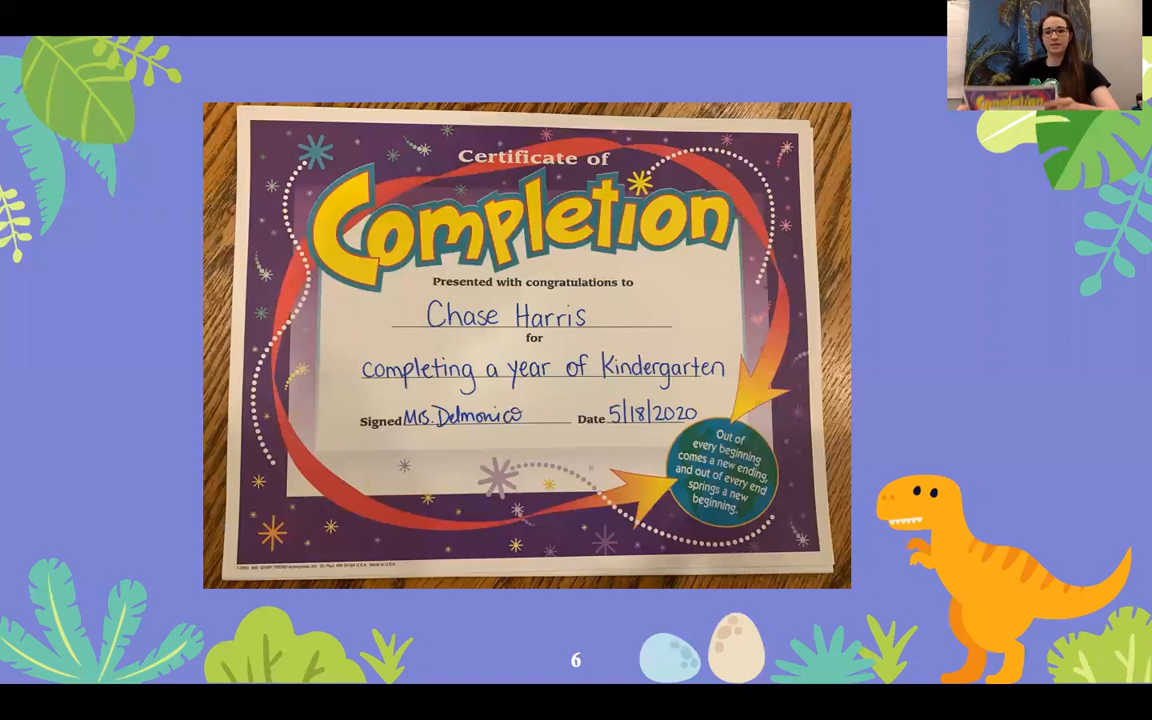 Certificate of
Completion
Presented with congratulations to
Chase Harris
for
completing a year of Kindergarten
Signed Mrs. Delmonico Date 5/18/2020
Out of
every beginning
comes a new ending,
and out of every end
springs a new
beginning.
6
Completion